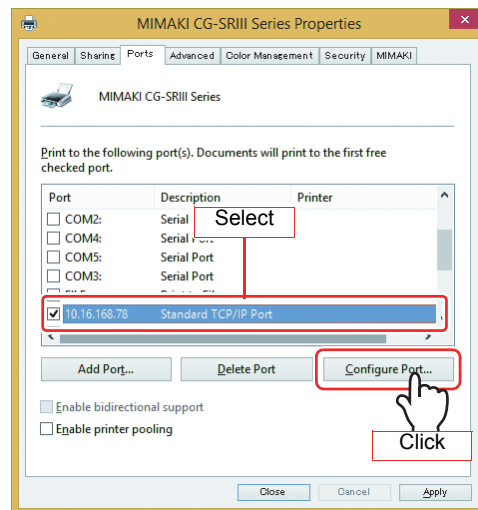 MIMAKI CG-SRIII Series Properties
General Sharing Ports Advanced Color Management Security MIMAKI
MIMAKI CG-SRIII Series
Print to the following port(s). Documents will print to the first free
checked port.
Port Description Printer
COM2: Serial
Select
COM4: Serial Port
COM5: Serial Port
COM3: Serial Port
10.16.168.78 Standard TCP/IP Port
Add Port... Delete Port Configure Port...
Enable bidirectional support
Enable printer pooling
Click
Close Cancel Apply